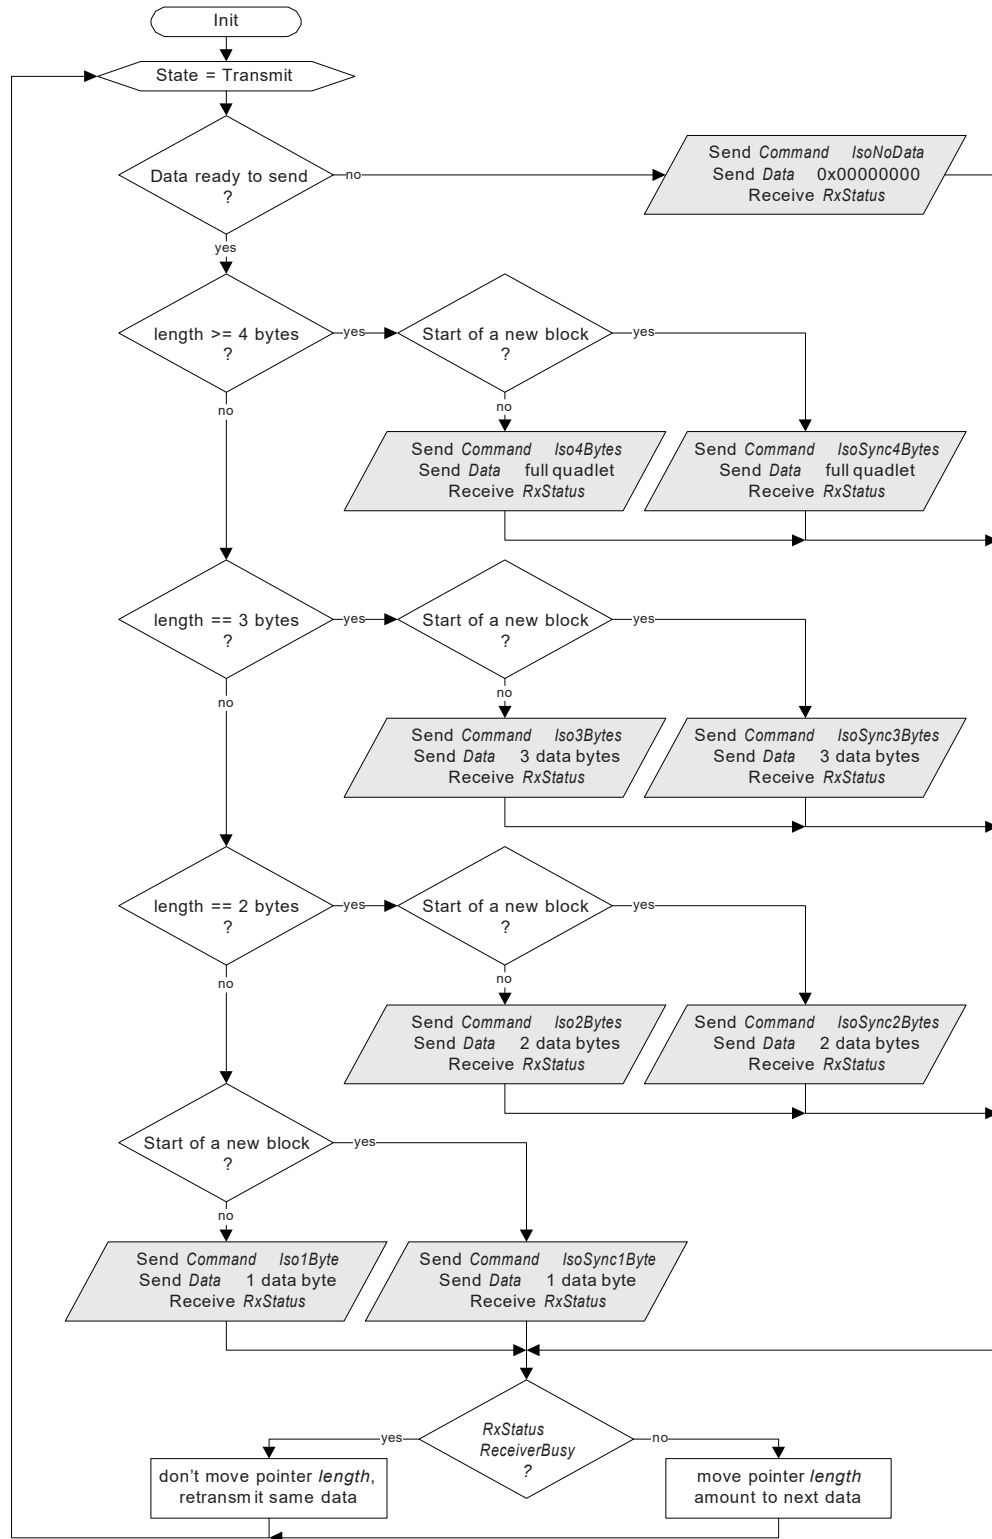 Init
State = Transmit
Data ready to send
?
no
Send Command IsoNoData
Send Data 0x00000000
Receive RxStatus
yes
length >= 4 bytes
?
yes
Start of a new block
?
yes
no
no
Send Command Iso4Bytes
Send Data full quadlet
Receive RxStatus
Send Command IsoSync4Bytes
Send Data full quadlet
Receive RxStatus
length == 3 bytes
?
yes
Start of a new block
?
yes
no
no
Send Command Iso3Bytes
Send Data 3 data bytes
Receive RxStatus
Send Command IsoSync3Bytes
Send Data 3 data bytes
Receive RxStatus
length == 2 bytes
?
yes
Start of a new block
?
yes
no
no
Send Command Iso2Bytes
Send Data 2 data bytes
Receive RxStatus
Send Command IsoSync2Bytes
Send Data 2 data bytes
Receive RxStatus
Start of a new block
?
yes
no
Send Command Iso1Byte
Send Data 1 data byte
Receive RxStatus
Send Command IsoSync1Byte
Send Data 1 data byte
Receive RxStatus
RxStatus
ReceiverBusy
?
yes
no
don't move pointer length,
retransmit same data
move pointer length
amount to next data